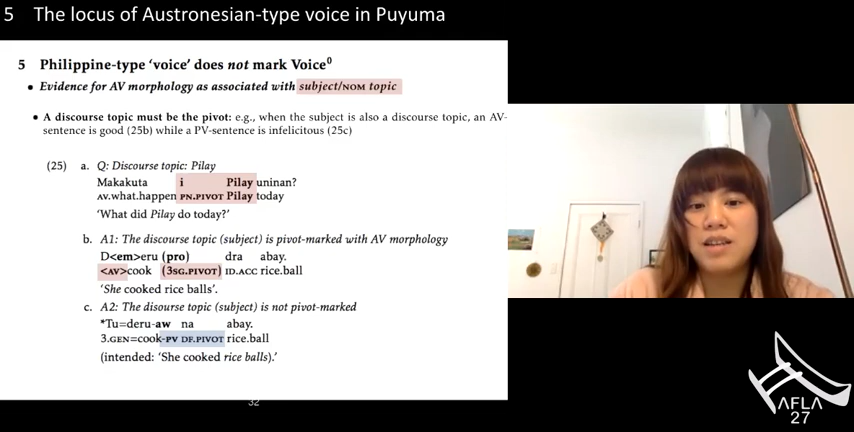 5 The locus of Austronesian-type voice in Puyuma
5 Philippine-type 'voice' does not mark Voice⁰
• Evidence for AV morphology as associated with subject/NOM topic
• A discourse topic must be the pivot: e.g., when the subject is also a discourse topic, an AV-
sentence is good (25b) while a PV-sentence is infelicitous (25c)
(25) a. Q: Discourse topic: Pilay
Makakuta i Pilay uninan?
AV.what.happen PN.PIVOT Pilay today
'What did Pilay do today?'
b. A1: The discourse topic (subject) is pivot-marked with AV morphology
D<em>eru (pro) dra abay.
<AV>cook (3SG.PIVOT) ID.ACC rice.ball
'She cooked rice balls'.
c. A2: The disourse topic (subject) is not pivot-marked
*Tu=deru-aw na abay.
3.GEN=cook-PV DF.PIVOT rice.ball
(intended: 'She cooked rice balls).'
32
AFLA
27